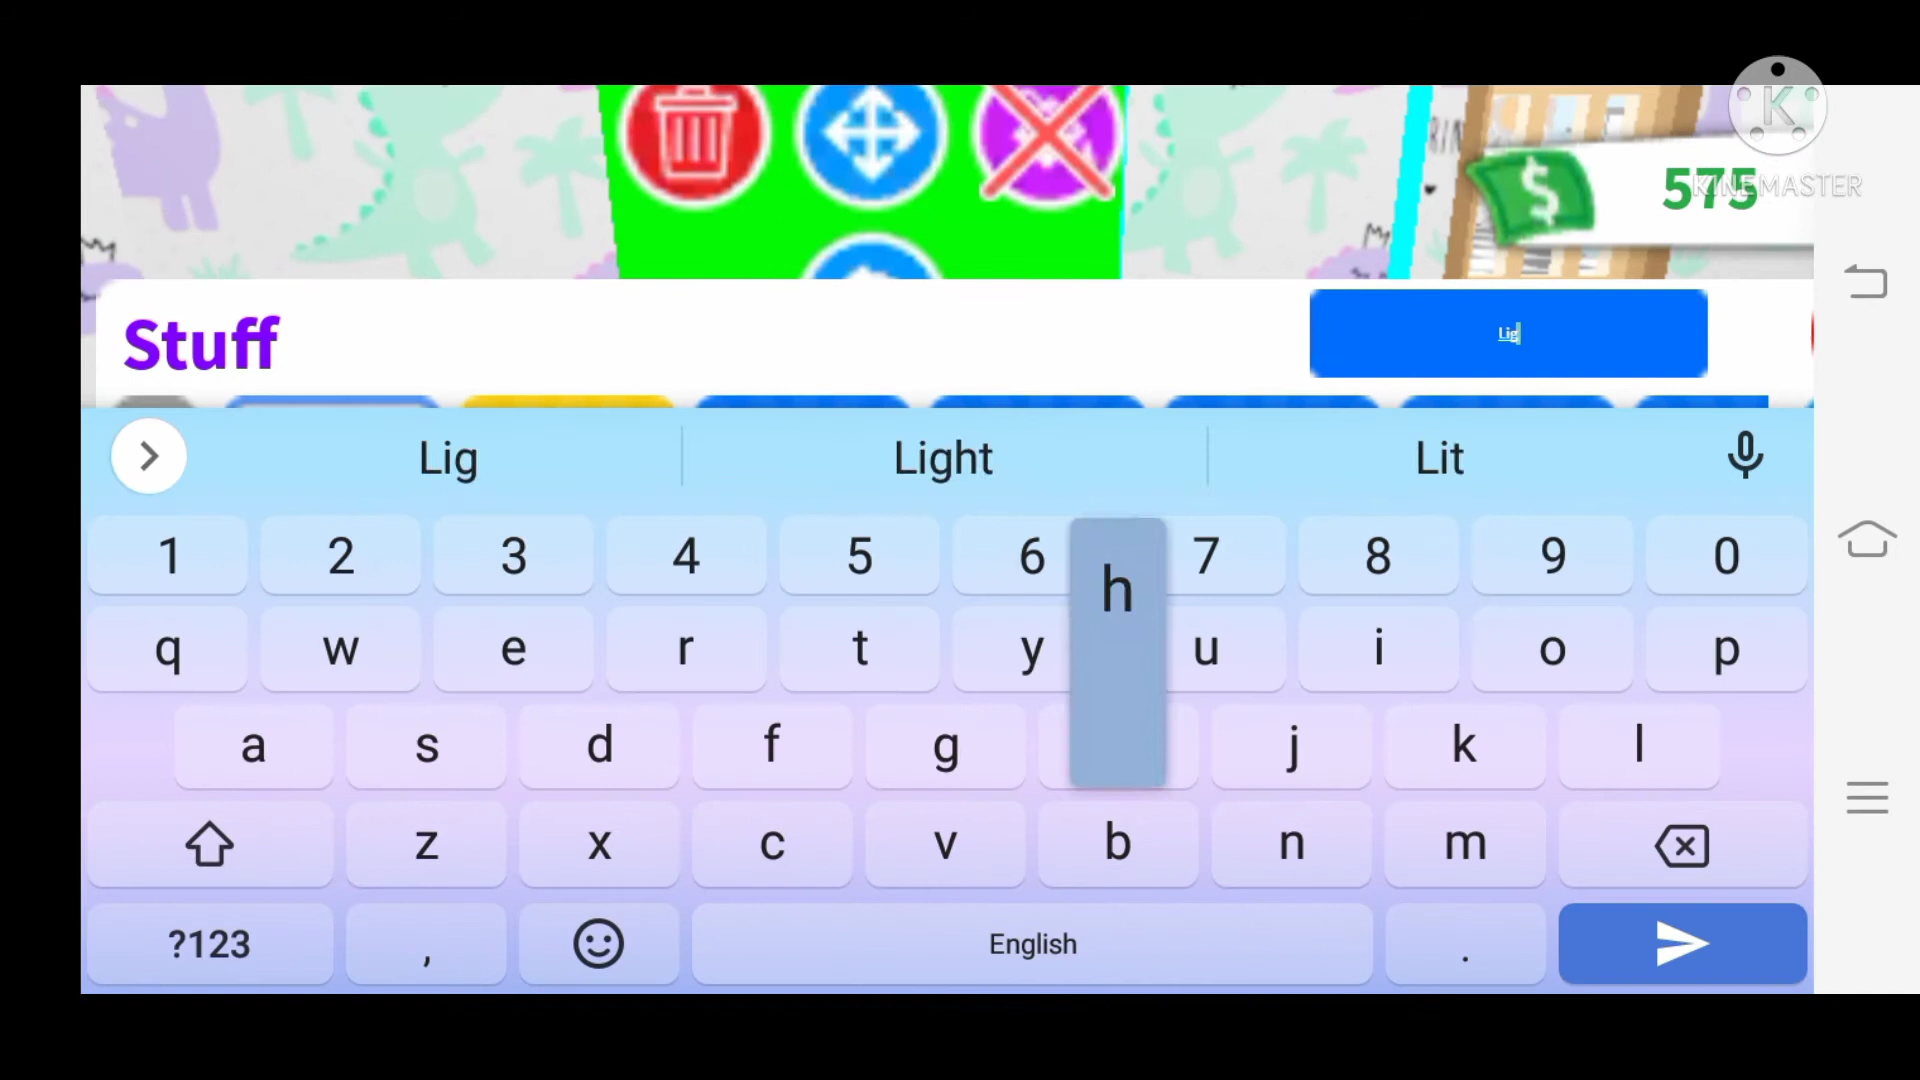 K
575
KINEMASTER
Stuff
Lig
Lig Light Lit
1 2 3 4 5 6 7 8 9 0
q w e r t y u i o p
h
a s d f g j k l
z x c v b n m
?123 , English .